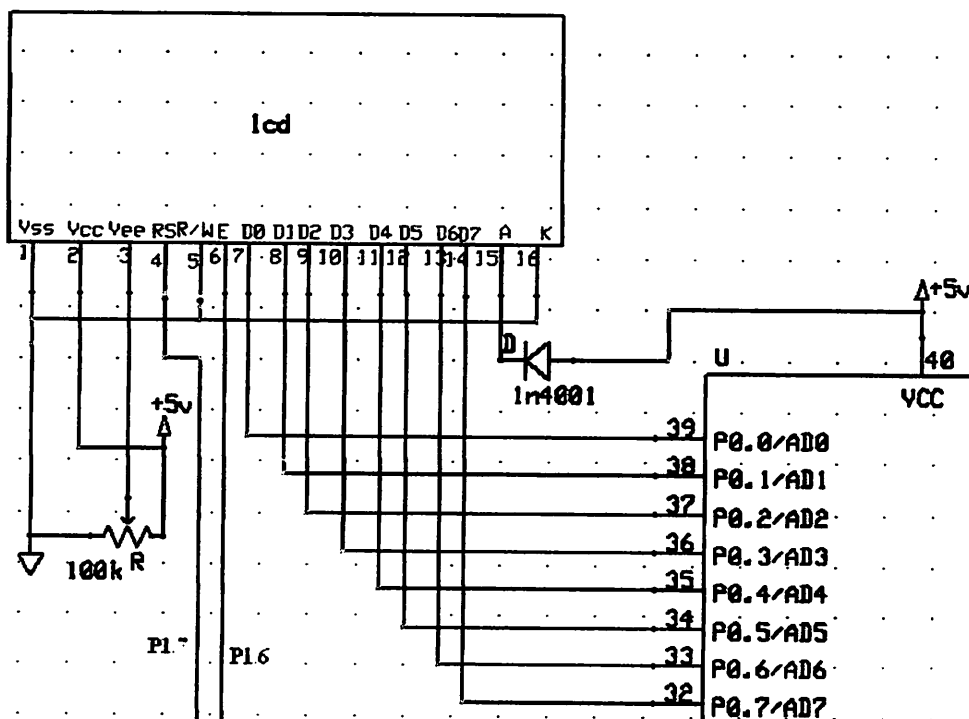 lcd
Vss Vcc Vee RS R/W E D0 D1 D2 D3 D4 D5 D6 D7 A K
1 2 3 4 5 6 7 8 9 10 11 12 13 14 15 16
+5v
D
1n4001
U
40
VCC
+5v
39 P0.0/AD0
38 P0.1/AD1
37 P0.2/AD2
36 P0.3/AD3
100k R
35 P0.4/AD4
34 P0.5/AD5
P1.7 P1.6
33 P0.6/AD6
32 P0.7/AD7